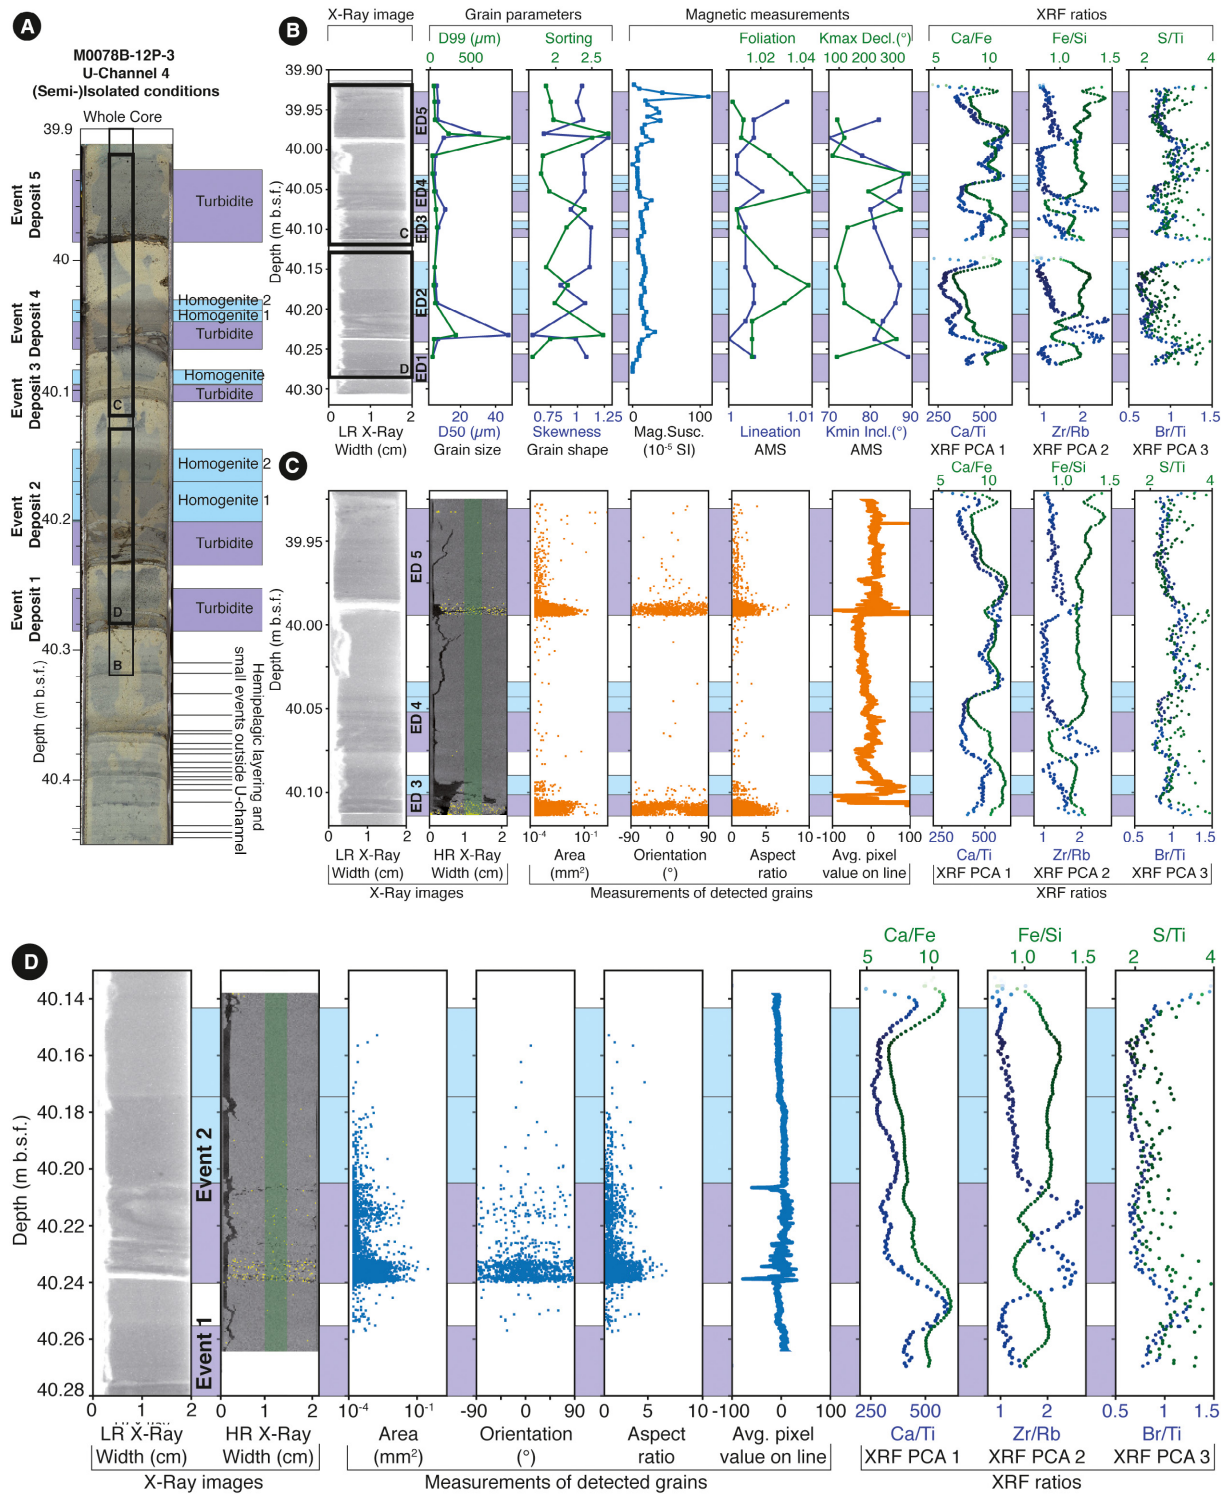 A
M0078B-12P-3
U-Channel 4
(Semi-)Isolated conditions
Whole Core
39.9
40
40.1
40.2
40.3
40.4
Depth (m b.s.f.)
Event
Deposit 5
Event
Deposit 4
Event
Deposit 3
Event
Deposit 2
Event
Deposit 1
Turbidite
Homogenite 2
Homogenite 1
Turbidite
Homogenite
Turbidite
Homogenite 2
Homogenite 1
Turbidite
Turbidite
C
D
B
Hemipelagic layering and
small events outside U-channel
B
X-Ray image
Grain parameters
Magnetic measurements
XRF ratios
D99 (µm)
Sorting
Foliation
Kmax Decl.(°)
Ca/Fe
Fe/Si
S/Ti
0 500
2 2.5
1.02 1.04
100 200 300
5 10
1.0 1.5
2 4
39.90
39.95
40.00
40.05
40.10
40.15
40.20
40.25
40.30
Depth (m b.s.f.)
C
D
ED5
ED4
ED3
ED2
ED1
0 1 2
20 40
0.75 1 1.25
0 100
1 1.01
70 80 90
250 500
1 2
0.5 1 1.5
LR X-Ray
Width (cm)
D50 (µm)
Grain size
Skewness
Grain shape
Mag.Susc.
(10⁻⁵ SI)
Lineation
AMS
Kmin Incl.(°)
AMS
Ca/Ti
XRF PCA 1
Zr/Rb
XRF PCA 2
Br/Ti
XRF PCA 3
C
Ca/Fe
Fe/Si
S/Ti
5 10
1.0 1.5
2 4
39.95
40.00
40.05
40.10
Depth (m b.s.f.)
ED 5
ED 4
ED 3
0 1 2
0 1 2
10⁻⁴ 10⁻¹
-90 0 90
0 5 10
-100 0 100
250 500
1 2
0.5 1 1.5
LR X-Ray
Width (cm)
HR X-Ray
Width (cm)
Area
(mm²)
Orientation
(°)
Aspect
ratio
Avg. pixel
value on line
Ca/Ti
XRF PCA 1
Zr/Rb
XRF PCA 2
Br/Ti
XRF PCA 3
X-Ray images
Measurements of detected grains
XRF ratios
D
Ca/Fe
Fe/Si
S/Ti
5 10
1.0 1.5
2 4
40.14
40.16
40.18
40.20
40.22
40.24
40.26
40.28
Depth (m b.s.f.)
Event 2
Event 1
0 1 2
0 1 2
10⁻⁴ 10⁻¹
-90 0 90
0 5 10
-100 0 100
250 500
1 2
0.5 1 1.5
LR X-Ray
Width (cm)
HR X-Ray
Width (cm)
Area
(mm²)
Orientation
(°)
Aspect
ratio
Avg. pixel
value on line
Ca/Ti
XRF PCA 1
Zr/Rb
XRF PCA 2
Br/Ti
XRF PCA 3
X-Ray images
Measurements of detected grains
XRF ratios